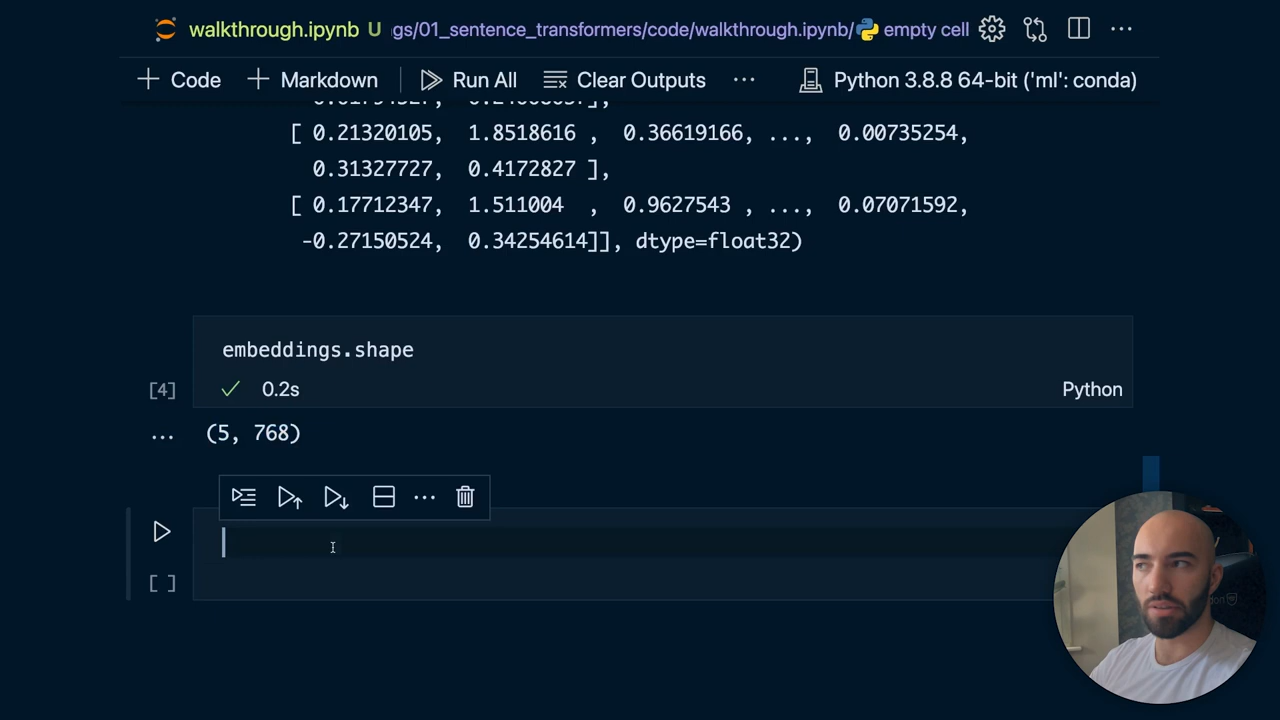 walkthrough.ipynb U gs/01_sentence_transformers/code/walkthrough.ipynb/ empty cell
Code Markdown Run All Clear Outputs ... Python 3.8.8 64-bit ('ml': conda)
[ 0.21320105, 1.8518616 , 0.36619166, ..., 0.00735254,
0.31327727, 0.4172827 ],
[ 0.17712347, 1.511004 , 0.9627543 , ..., 0.07071592,
-0.27150524, 0.34254614]], dtype=float32)
embeddings.shape
[4] 0.2s Python
... (5, 768)
...
[ ]